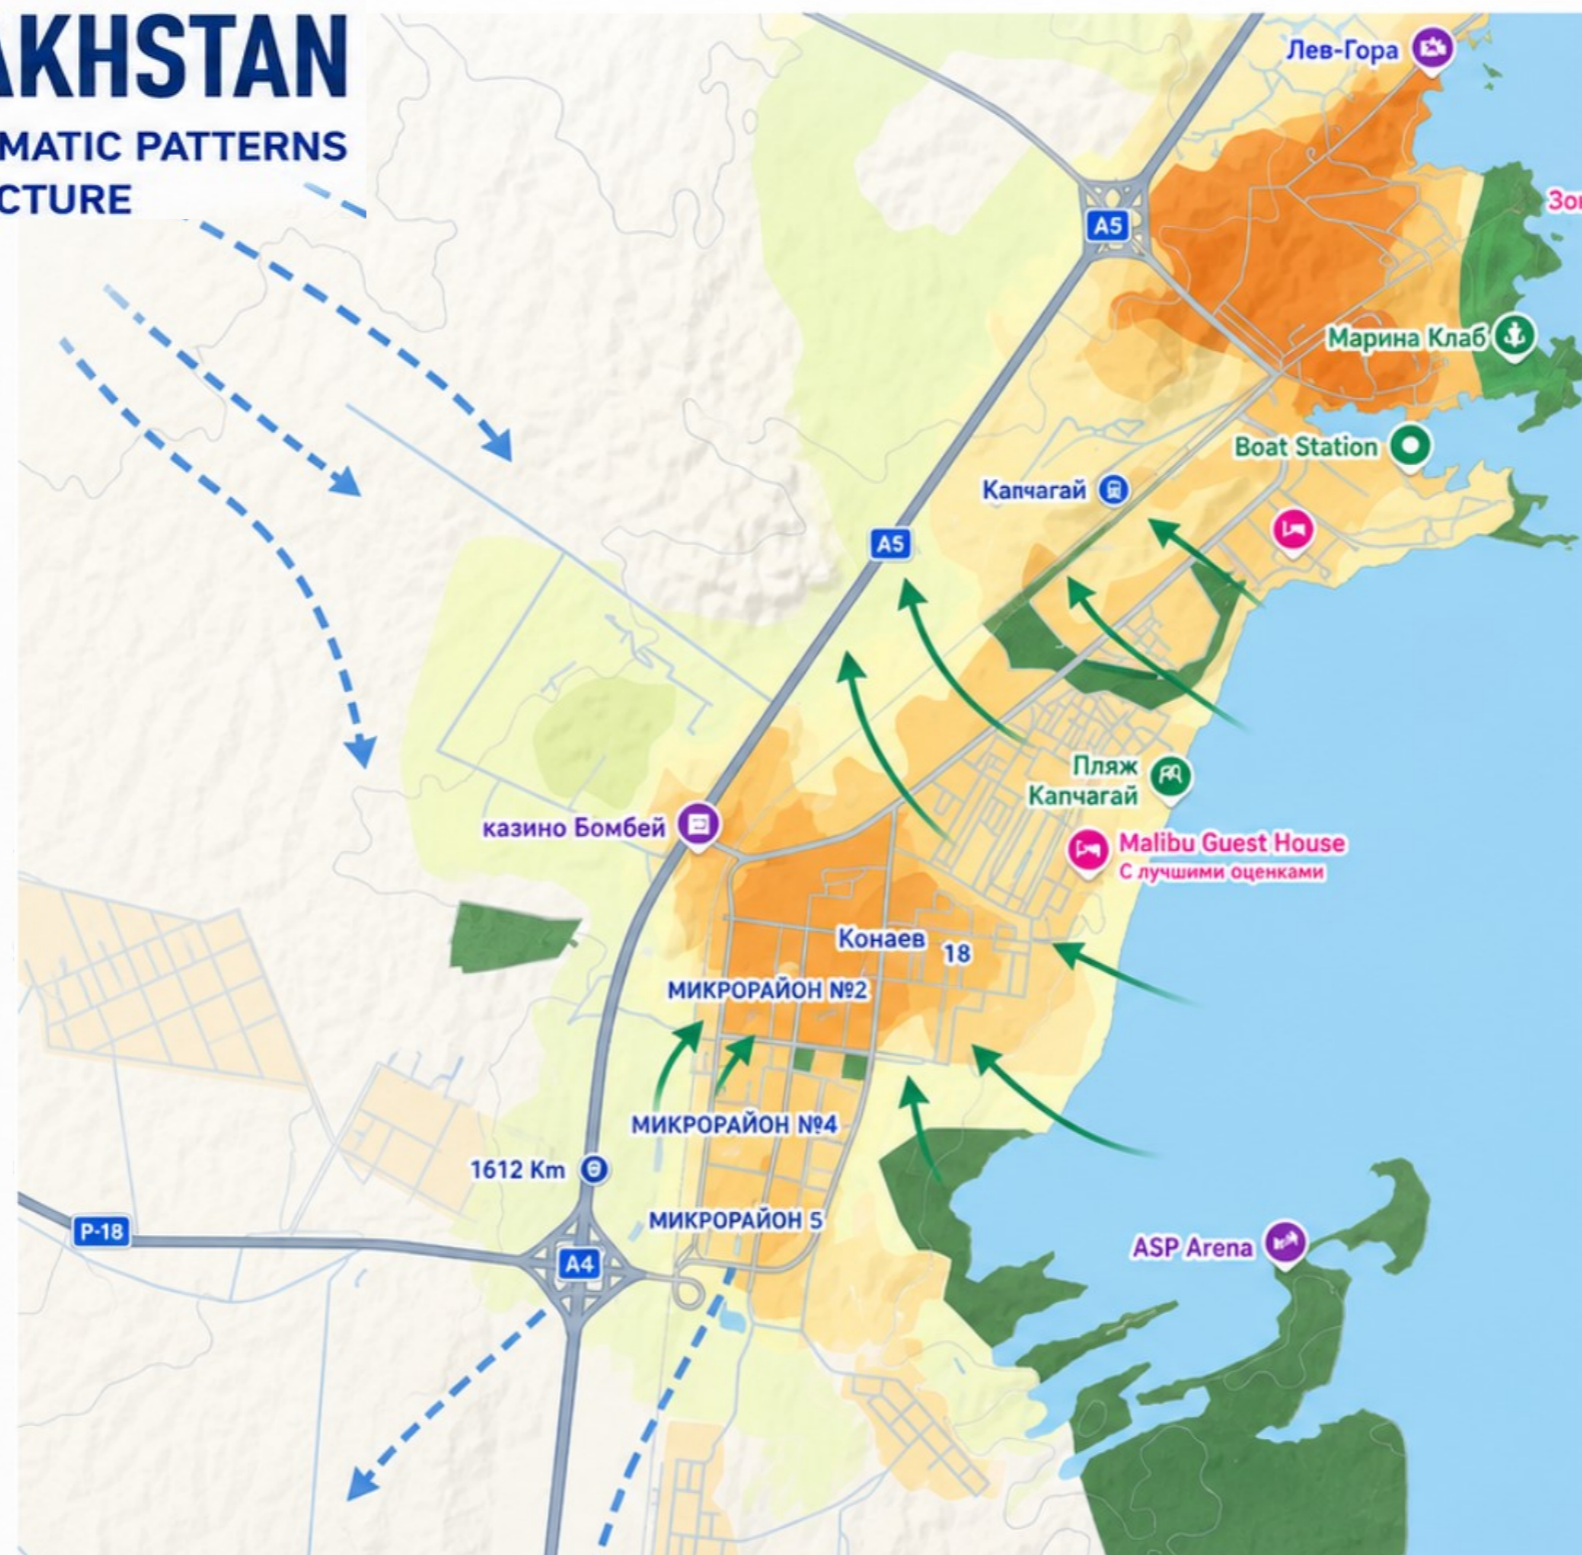 AKHSTAN
MATIC PATTERNS
CTURE
Лев-Гора
A5
Зон
Марина Клаб
Boat Station
Капчагай
A5
Пляж
Капчагай
казино Бомбей
Malibu Guest House
С лучшими оценками
Конаев
18
МИКРОРАЙОН №2
МИКРОРАЙОН №4
1612 Km
МИКРОРАЙОН 5
P-18
A4
ASP Arena